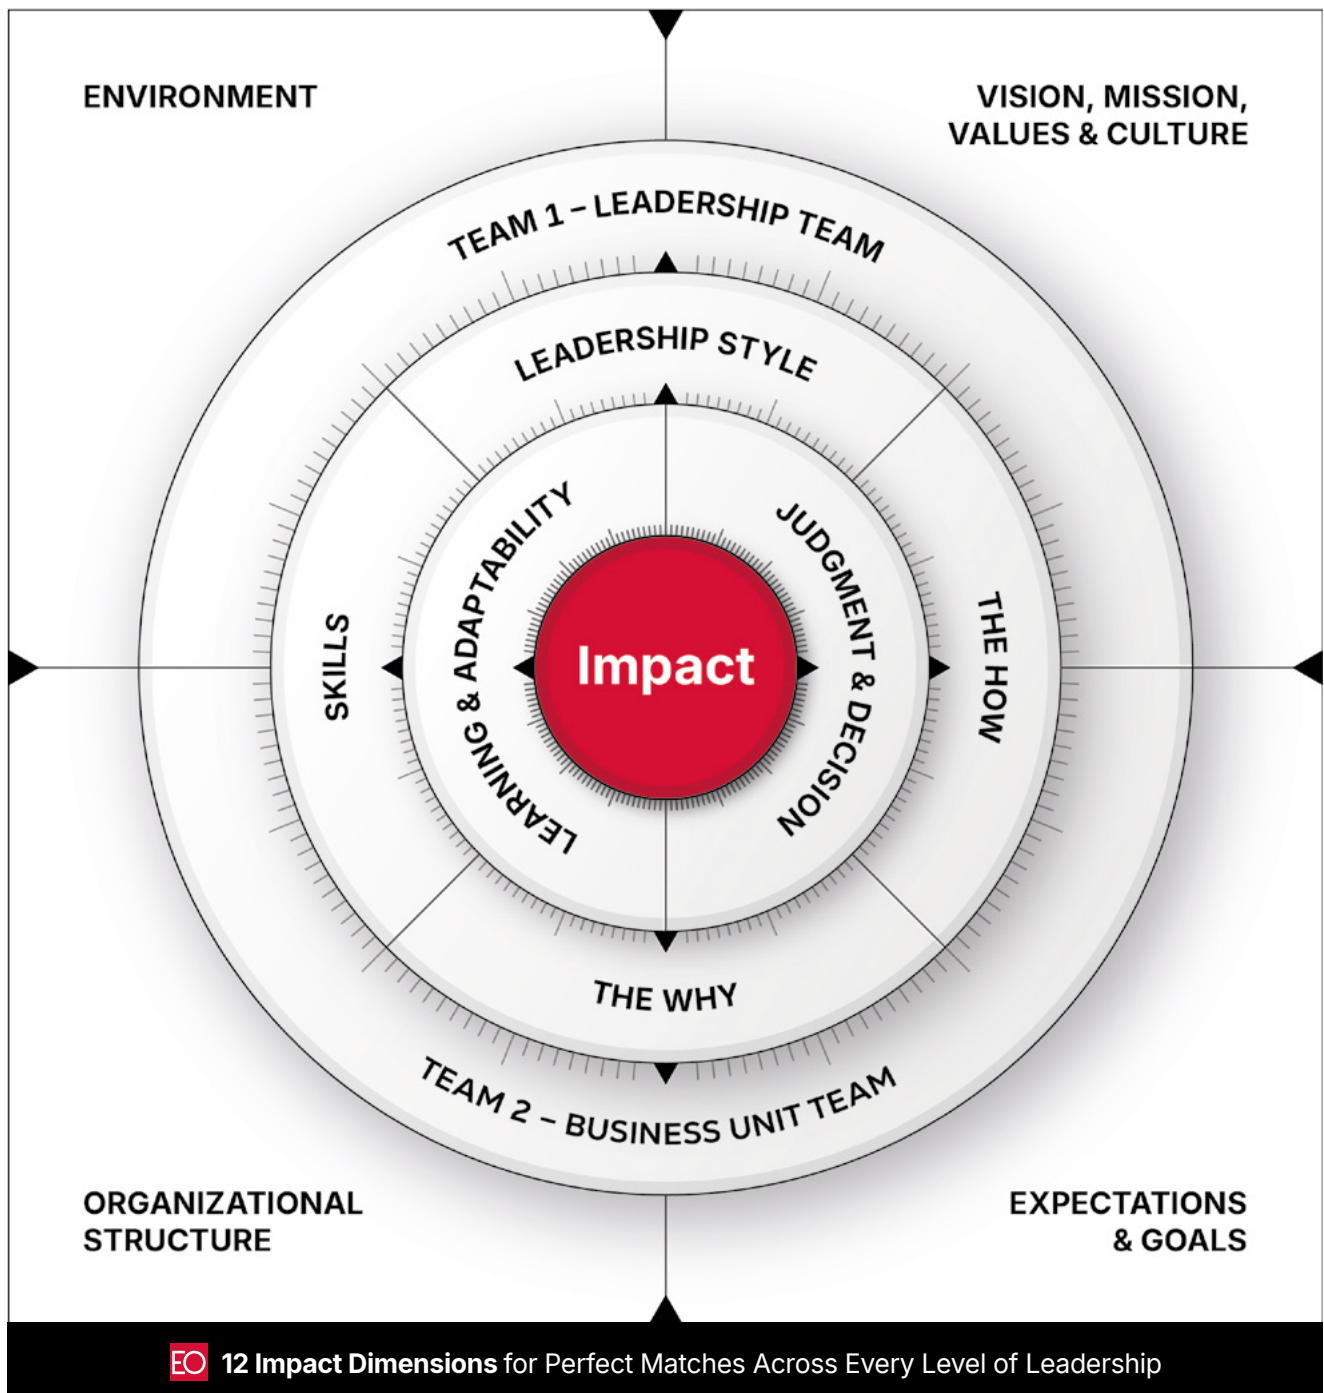 ENVIRONMENT
VISION, MISSION,
VALUES & CULTURE
TEAM 1 – LEADERSHIP TEAM
LEADERSHIP STYLE
LEARNING & ADAPTABILITY
JUDGMENT & DECISION
SKILLS
Impact
THE HOW
THE WHY
TEAM 2 – BUSINESS UNIT TEAM
ORGANIZATIONAL
STRUCTURE
EXPECTATIONS
& GOALS
EO 12 Impact Dimensions for Perfect Matches Across Every Level of Leadership